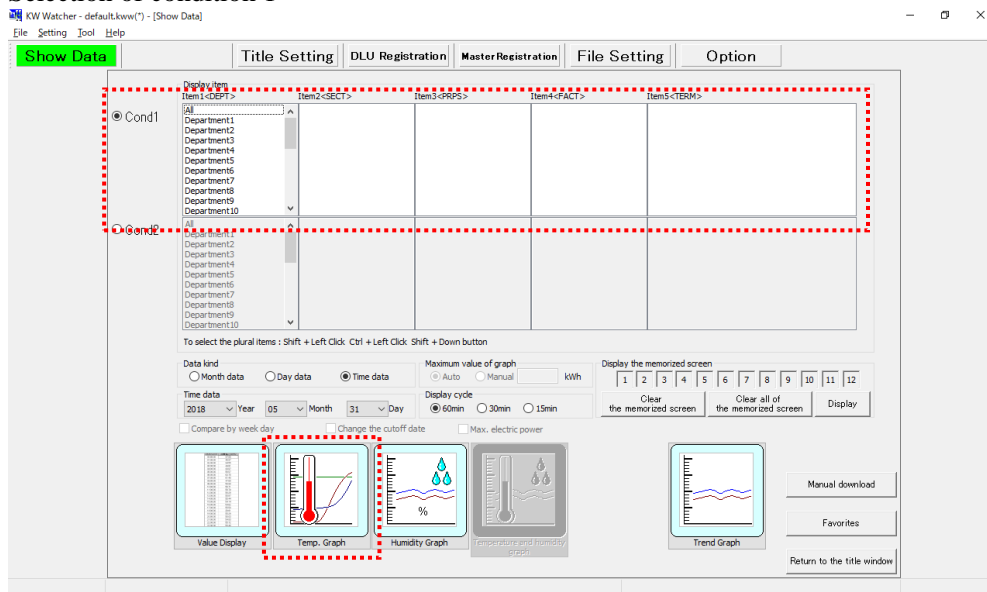 Selection of condition 1
KW Watcher - default.kww(*) - [Show Data]
File Setting Tool Help
Show Data Title Setting DLU Registration MasterRegistration File Setting Option
Display item
Item1<DEPT> Item2<SECT> Item3<PRPS> Item4<FACT> Item5<TERM>
Cond1
All
Department1
Department2
Department3
Department4
Department5
Department6
Department7
Department8
Department9
Department10
Cond2
All
Department1
Department2
Department3
Department4
Department5
Department6
Department7
Department8
Department9
Department10
To select the plural items : Shift + Left Click Ctrl + Left Click Shift + Down button
Data kind
Month data Day data Time data
Maximum value of graph
Auto Manual kWh
Display the memorized screen
1 2 3 4 5 6 7 8 9 10 11 12
Time data
2018 Year 05 Month 31 Day
Display cycle
60min 30min 15min
Clear
the memorized screen
Clear all of
the memorized screen
Display
Compare by week day Change the cutoff date Max. electric power
%
Value Display Temp. Graph Humidity Graph Temperature and humidity
graph
Trend Graph
Manual download
Favorites
Return to the title window